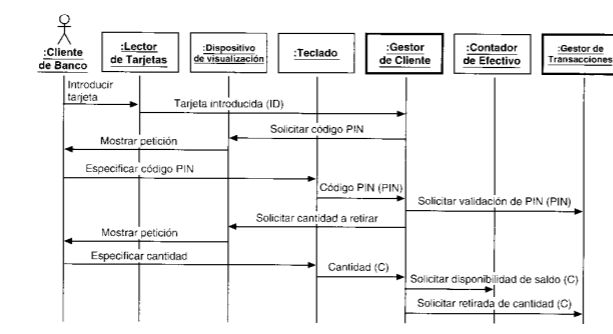 :Cliente
de Banco
:Lector
de Tarjetas
:Dispositivo
de visualización
:Teclado
:Gestor
de Cliente
:Contador
de Efectivo
:Gestor de
Transacciones
Introducir
tarjeta
Tarjeta introducida (ID)
Solicitar código PIN
Mostrar petición
Especificar código PIN
Código PIN (PIN)
Solicitar validación de PIN (PIN)
Solicitar cantidad a retirar
Mostrar petición
Especificar cantidad
Cantidad (C)
Solicitar disponibilidad de saldo (C)
Solicitar retirada de cantidad (C)